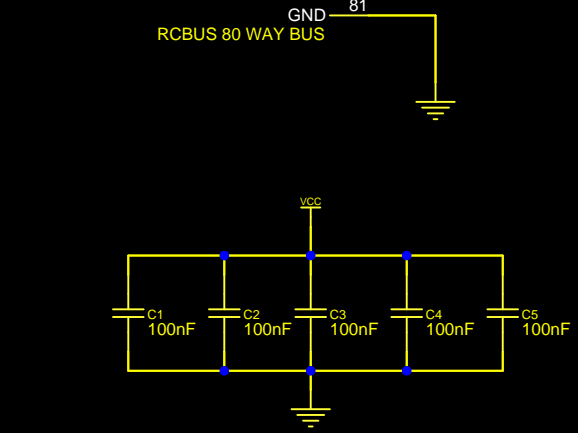 81
GND
RCBUS 80 WAY BUS
VCC
C1 C2 C3 C4 C5
100nF 100nF 100nF 100nF 100nF